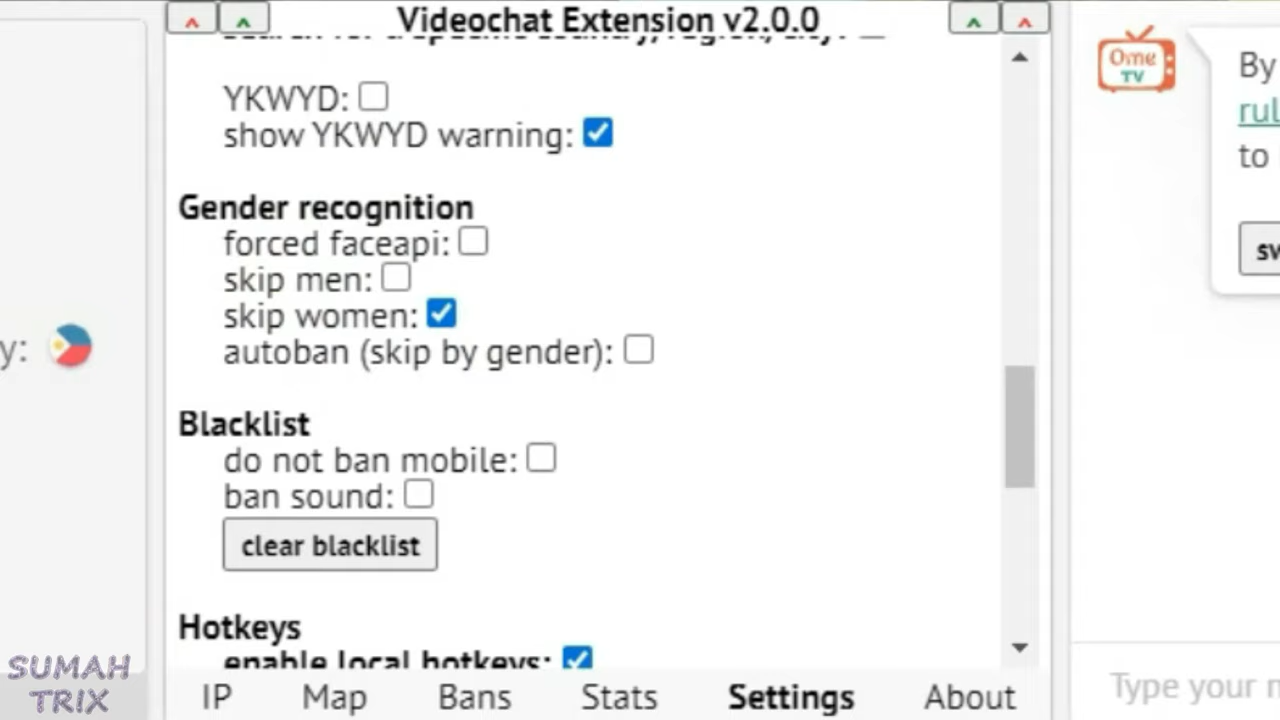 Videochat Extension v2.0.0
YKWYD:
show YKWYD warning:
Gender recognition
forced faceapi:
skip men:
skip women:
autoban (skip by gender):
Blacklist
do not ban mobile:
ban sound:
clear blacklist
Hotkeys
enable local hotkeys:
IP Map Bans Stats Settings About
y:
SUMAH
TRIX
Ome
TV
By
rul
to
sv
Type your